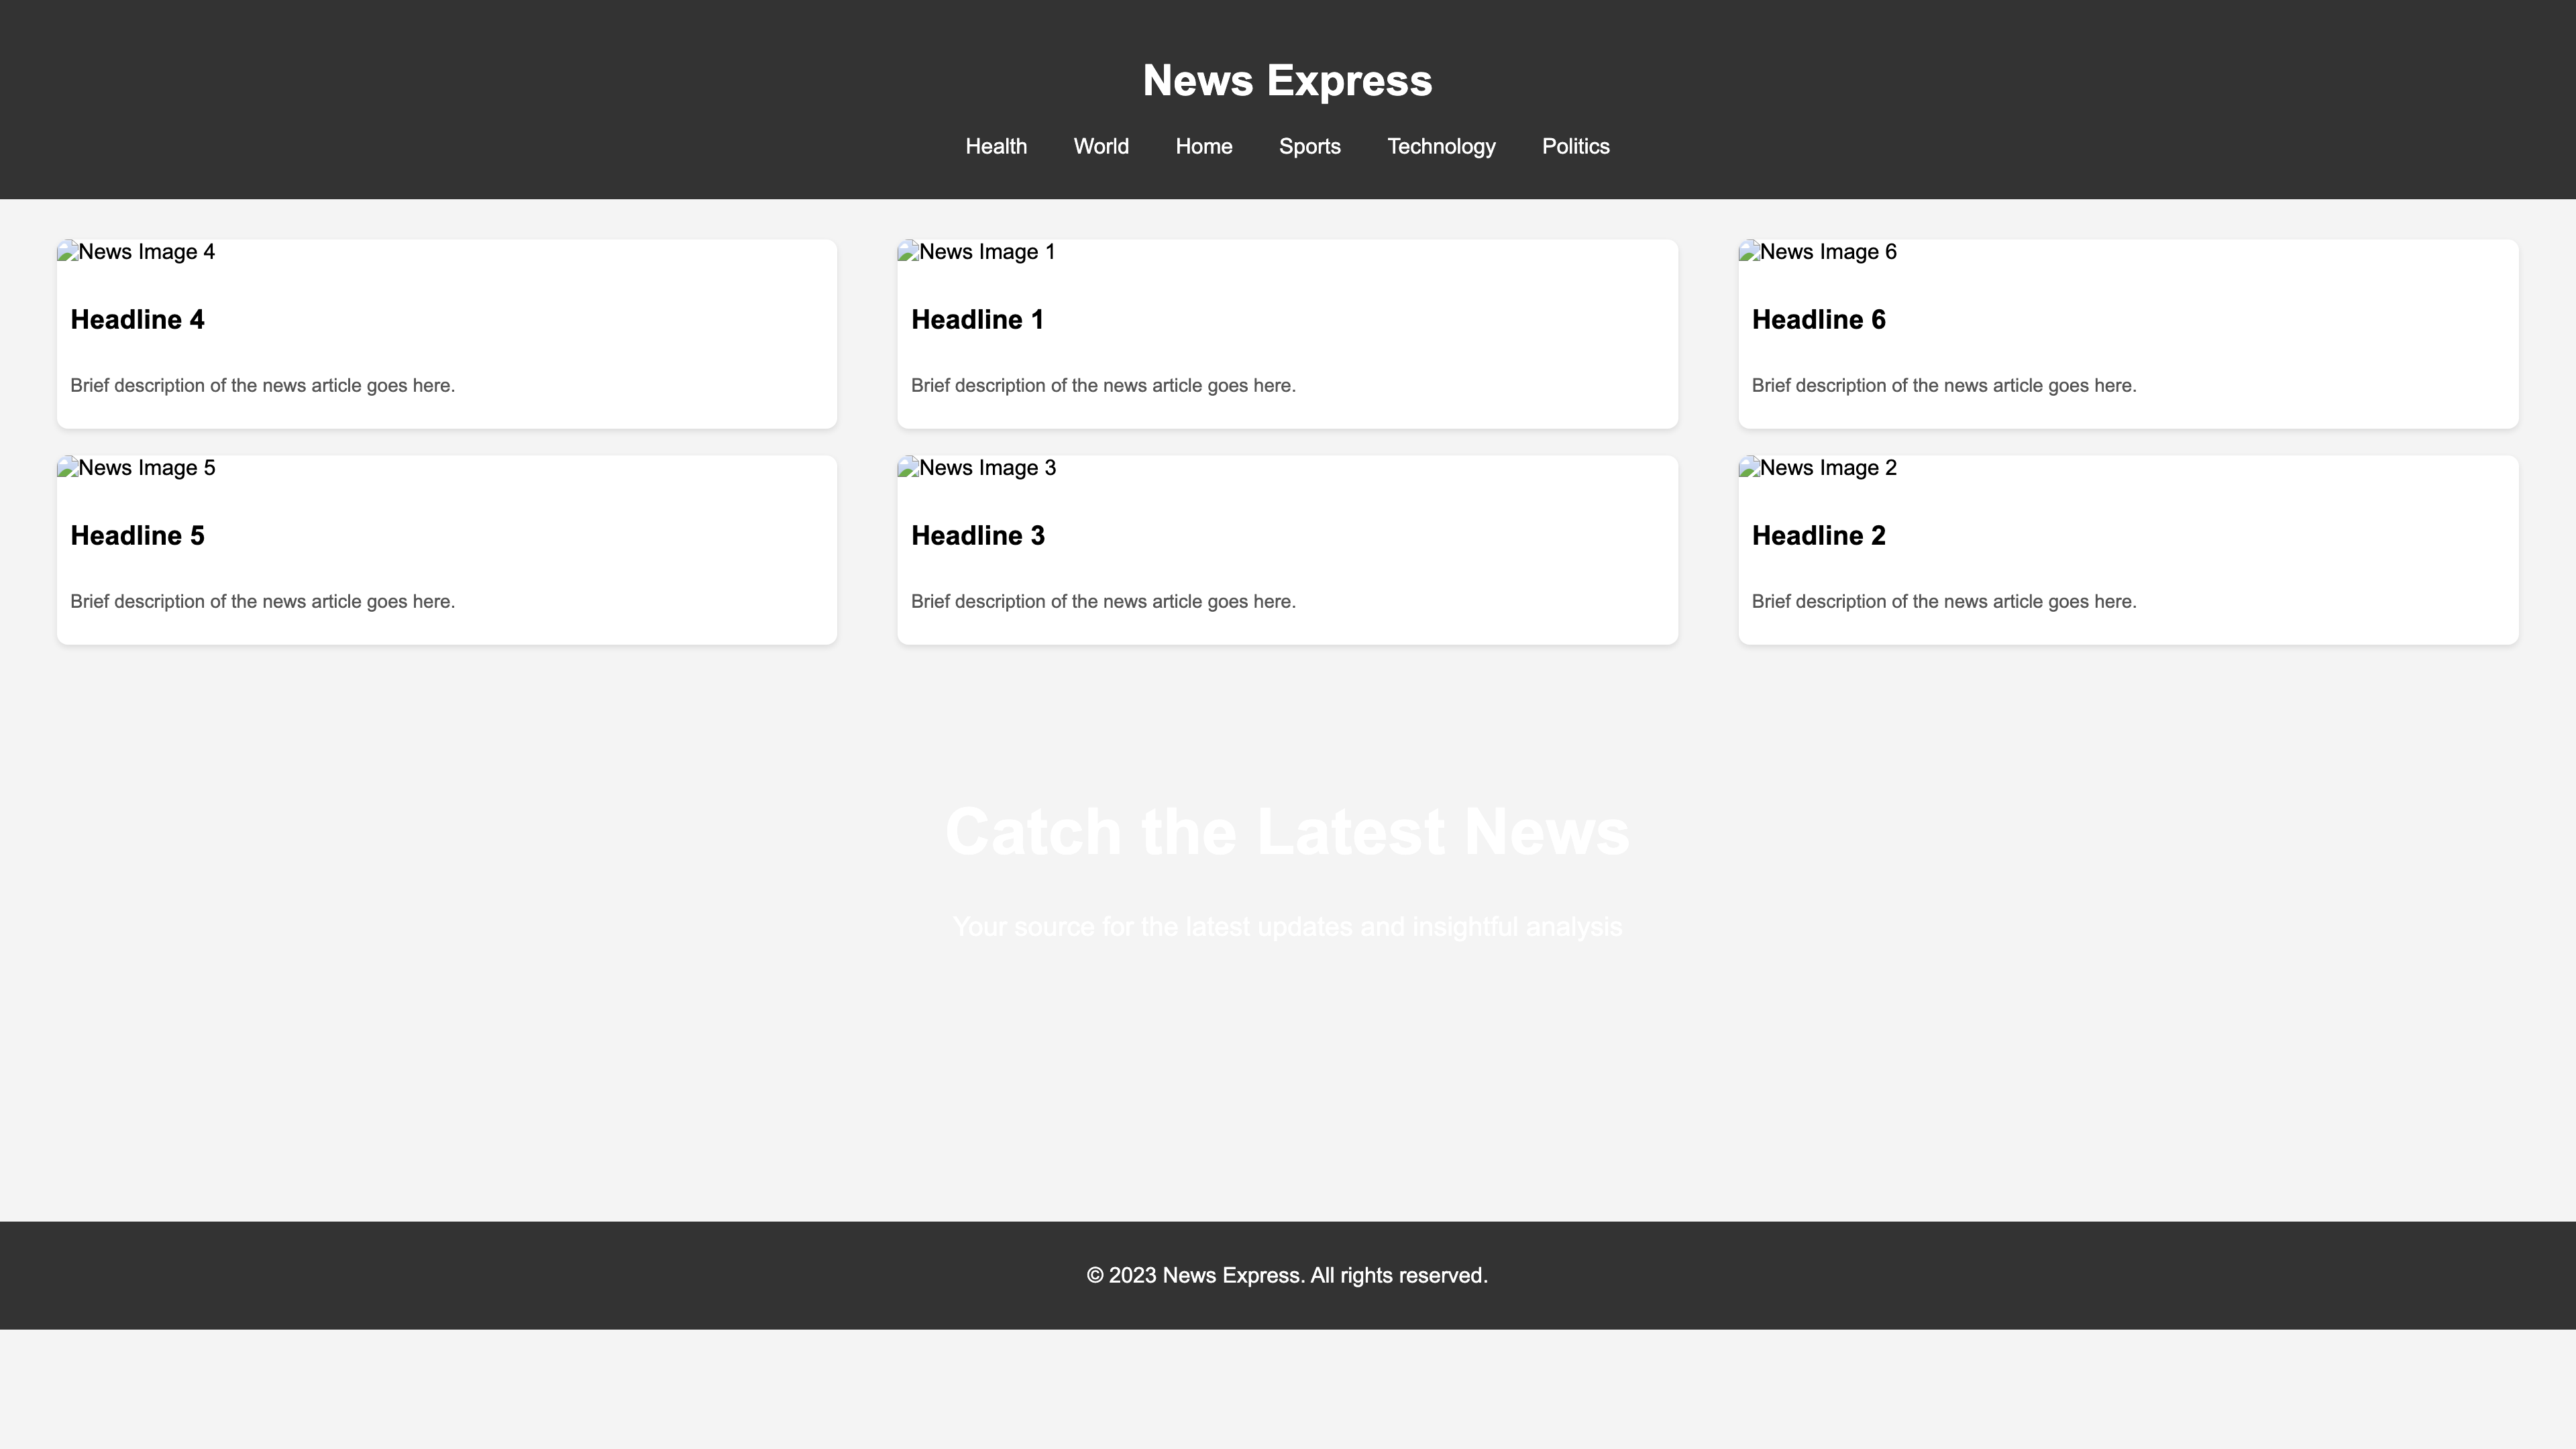 News Express
Health World Home Sports Technology Politics
News Image 4
Headline 4
Brief description of the news article goes here.
News Image 1
Headline 1
Brief description of the news article goes here.
News Image 6
Headline 6
Brief description of the news article goes here.
News Image 5
Headline 5
Brief description of the news article goes here.
News Image 3
Headline 3
Brief description of the news article goes here.
News Image 2
Headline 2
Brief description of the news article goes here.
Catch the Latest News
Your source for the latest updates and insightful analysis
© 2023 News Express. All rights reserved.